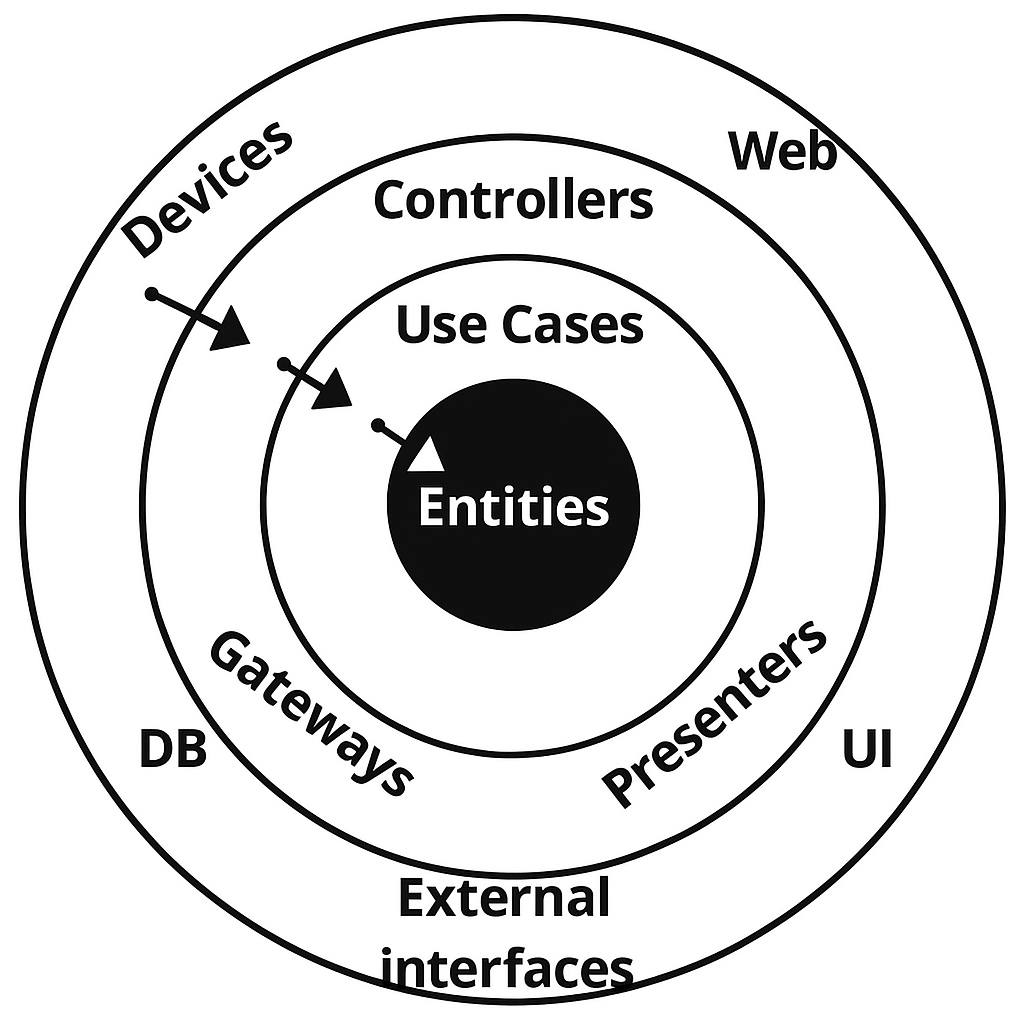 Devices
Web
Controllers
Use Cases
Entities
Gateways
Presenters
DB
UI
External
interfaces